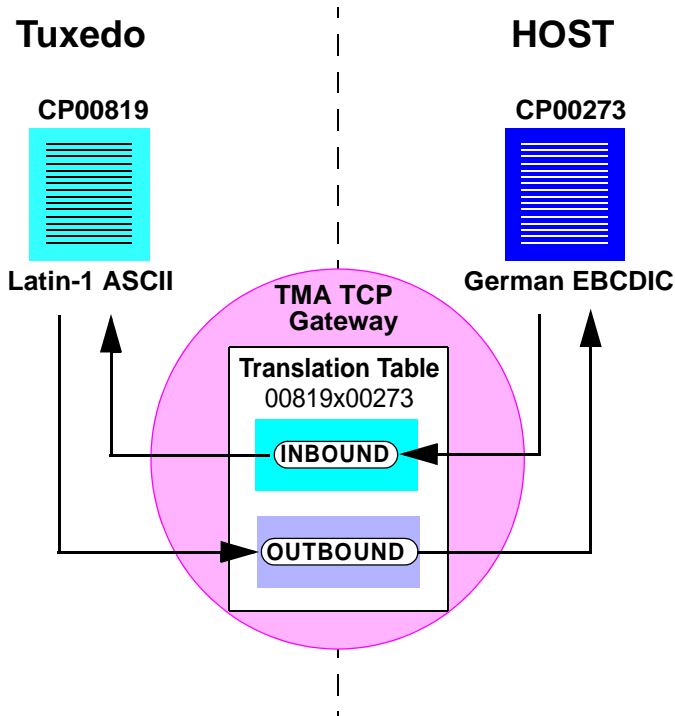 Tuxedo
HOST
CP00819
CP00273
Latin-1 ASCII
German EBCDIC
TMA TCP
Gateway
Translation Table
00819x00273
INBOUND
OUTBOUND